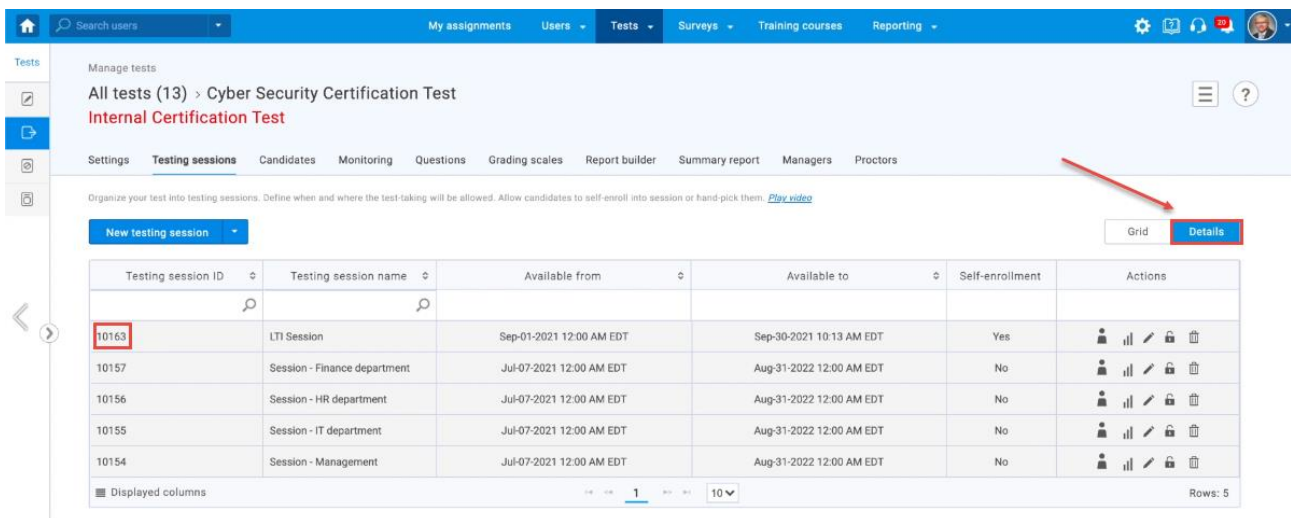 Search users My assignments Users Tests Surveys Training courses Reporting 20
Tests
Manage tests
All tests (13) > Cyber Security Certification Test
Internal Certification Test
?
Settings Testing sessions Candidates Monitoring Questions Grading scales Report builder Summary report Managers Proctors
Organize your test into testing sessions. Define when and where the test-taking will be allowed. Allow candidates to self-enroll into session or hand-pick them. Play video
New testing session Grid Details
Testing session ID Testing session name Available from Available to Self-enrollment Actions
10163 LTI Session Sep-01-2021 12:00 AM EDT Sep-30-2021 10:13 AM EDT Yes
10157 Session - Finance department Jul-07-2021 12:00 AM EDT Aug-31-2022 12:00 AM EDT No
10156 Session - HR department Jul-07-2021 12:00 AM EDT Aug-31-2022 12:00 AM EDT No
10155 Session - IT department Jul-07-2021 12:00 AM EDT Aug-31-2022 12:00 AM EDT No
10154 Session - Management Jul-07-2021 12:00 AM EDT Aug-31-2022 12:00 AM EDT No
Displayed columns 1 10 Rows: 5